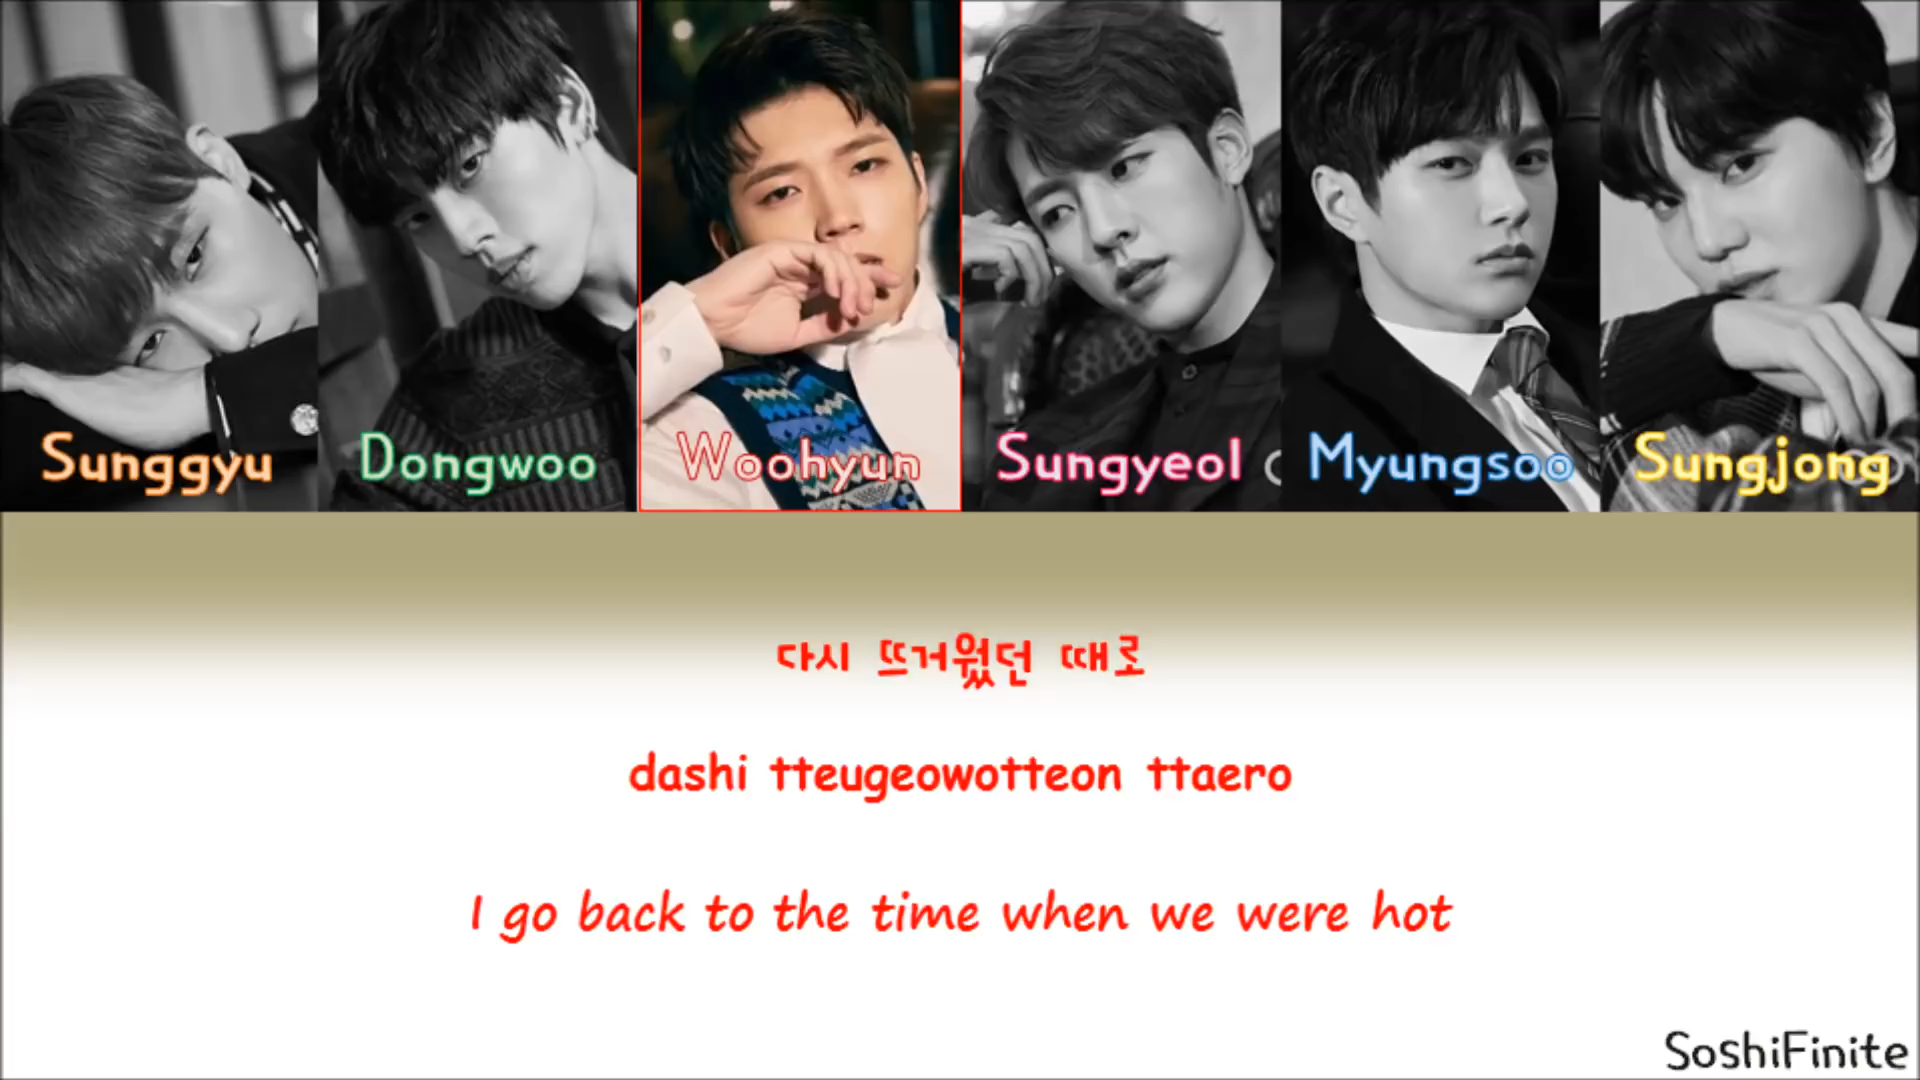 Sunggyu Dongwoo Woohyun Sungyeol Myungsoo Sungjong
다시 뜨거웠던 때로
dashi tteugeowotteon ttaero
I go back to the time when we were hot
SoshiFinite